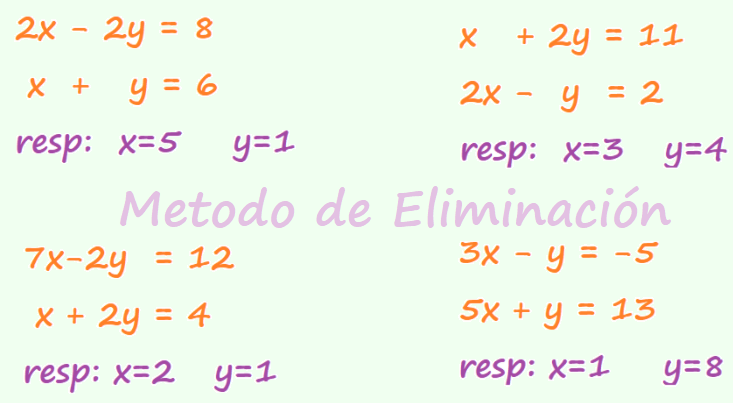 2x - 2y = 8
x + y = 6
resp: x=5 y=1
x + 2y = 11
2x - y = 2
resp: x=3 y=4
Metodo de Eliminación
7x-2y = 12
x + 2y = 4
resp: x=2 y=1
3x - y = -5
5x + y = 13
resp: x=1 y=8